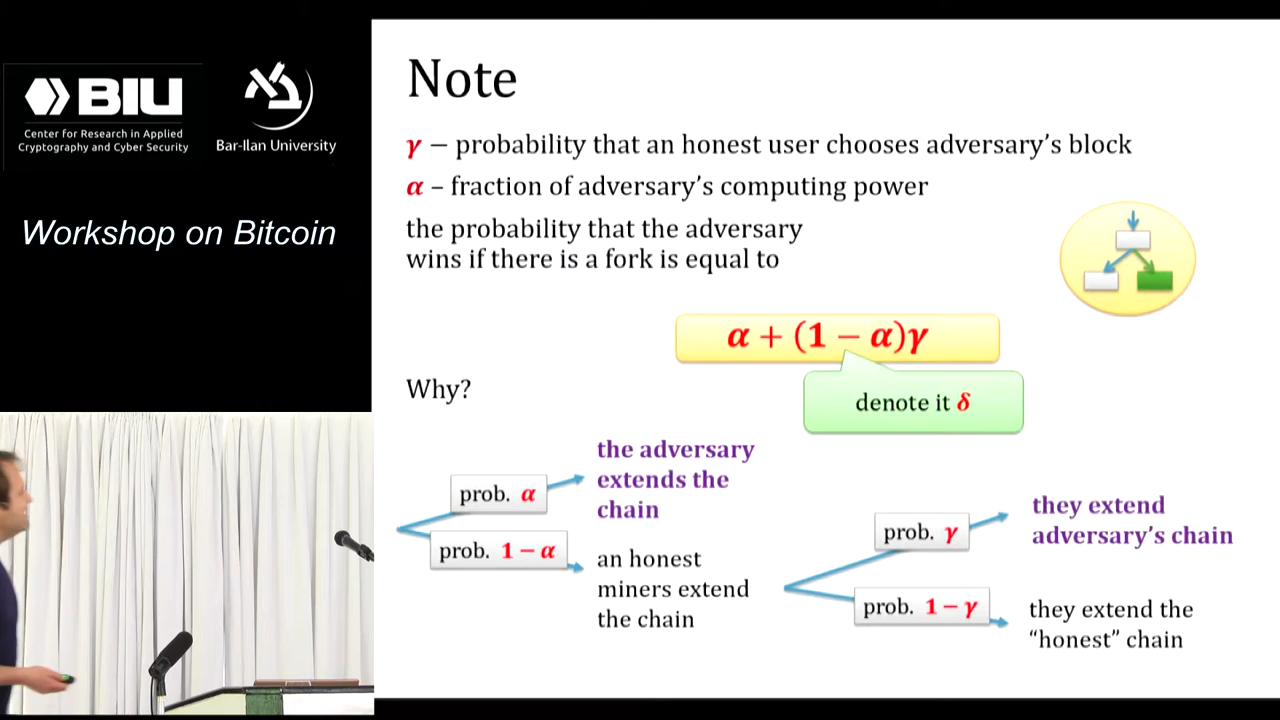 BIU
Center for Research in Applied
Cryptography and Cyber Security
Bar-Ilan University
Workshop on Bitcoin
Note
γ – probability that an honest user chooses adversary's block
α – fraction of adversary's computing power
the probability that the adversary
wins if there is a fork is equal to
α + (1 − α)γ
denote it δ
Why?
prob. α
the adversary
extends the
chain
prob. 1 − α
an honest
miners extend
the chain
prob. γ
they extend
adversary's chain
prob. 1 − γ
they extend the
“honest” chain